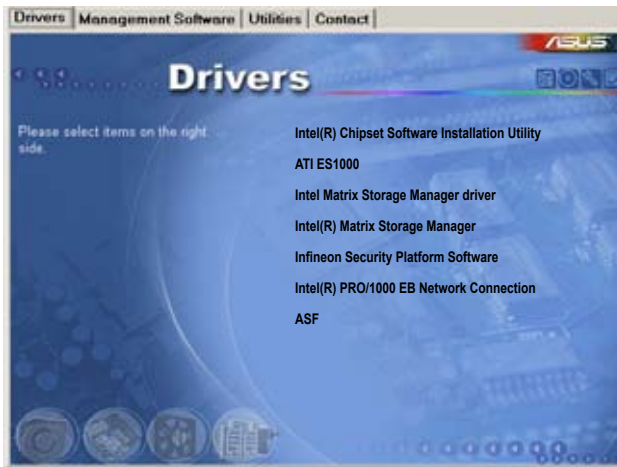 Drivers Management Software Utilities Contact
ASUS
Drivers
Please select items on the right
side.
Intel(R) Chipset Software Installation Utility
ATI ES1000
Intel Matrix Storage Manager driver
Intel(R) Matrix Storage Manager
Infineon Security Platform Software
Intel(R) PRO/1000 EB Network Connection
ASF